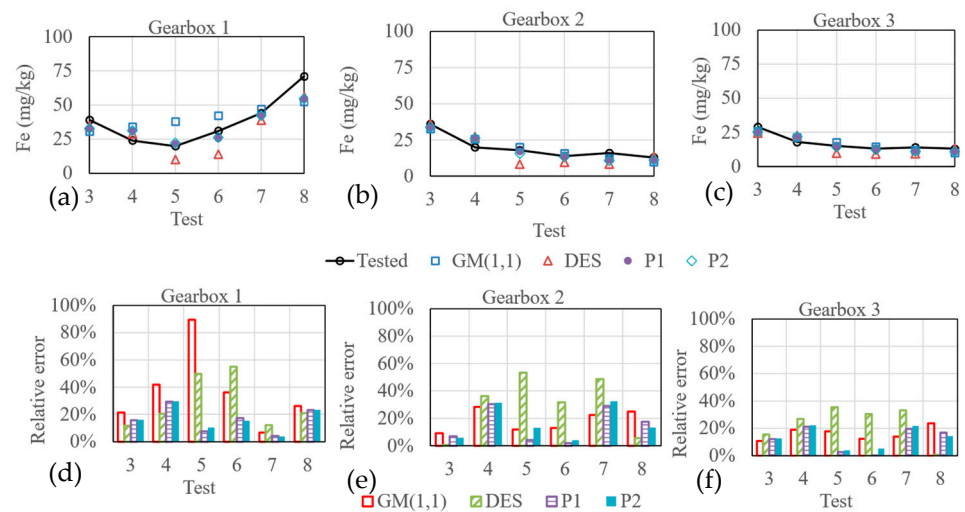 Gearbox 1
Gearbox 2
Gearbox 3
Fe (mg/kg)
100
75
50
25
0
3 4 5 6 7 8
Test
(a)
Fe (mg/kg)
100
75
50
25
0
3 4 5 6 7 8
Test
(b)
Fe (mg/kg)
100
75
50
25
0
3 4 5 6 7 8
Test
(c)
Tested GM(1,1) DES P1 P2
Gearbox 1
Gearbox 2
Gearbox 3
Relative error
100%
80%
60%
40%
20%
0%
3 4 5 6 7 8
Test
(d)
Relative error
100%
80%
60%
40%
20%
0%
3 4 5 6 7 8
(e)
Relative error
100%
80%
60%
40%
20%
0%
3 4 5 6 7 8
Test
(f)
GM(1,1) DES P1 P2